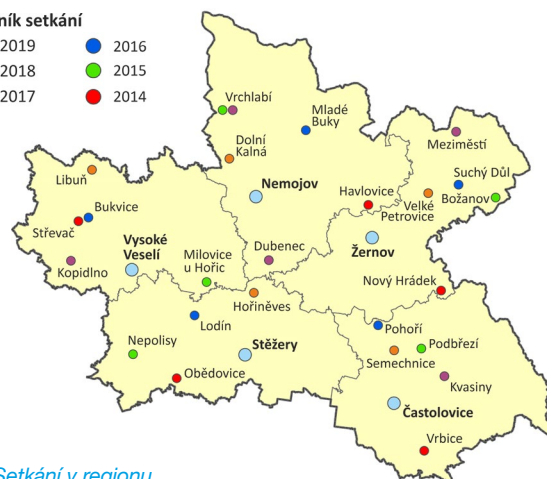 ník setkání
2019 2016
2018 2015
2017 2014
Vrchlabí
Mladé
Buky
Meziměstí
Dolní
Kalná
Suchý Důl
Libuň
Nemojov
Havlovice
Božanov
Velké
Petrovice
Bukvice
Střevač
Vysoké
Veselí
Dubenec
Žernov
Milovice
u Hořic
Kopidlno
Nový Hrádek
Hořiněves
Lodín
Pohoří
Nepolisy
Stěžery
Podbřezí
Semechnice
Obědovice
Kvasiny
Častolovice
Vrbice
Setkání v regionu